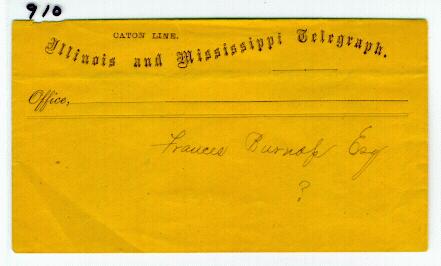 910
CATON LINE.
Illinois and Mississippi Telegraph.
Office,
Frances Burnap Esq
?